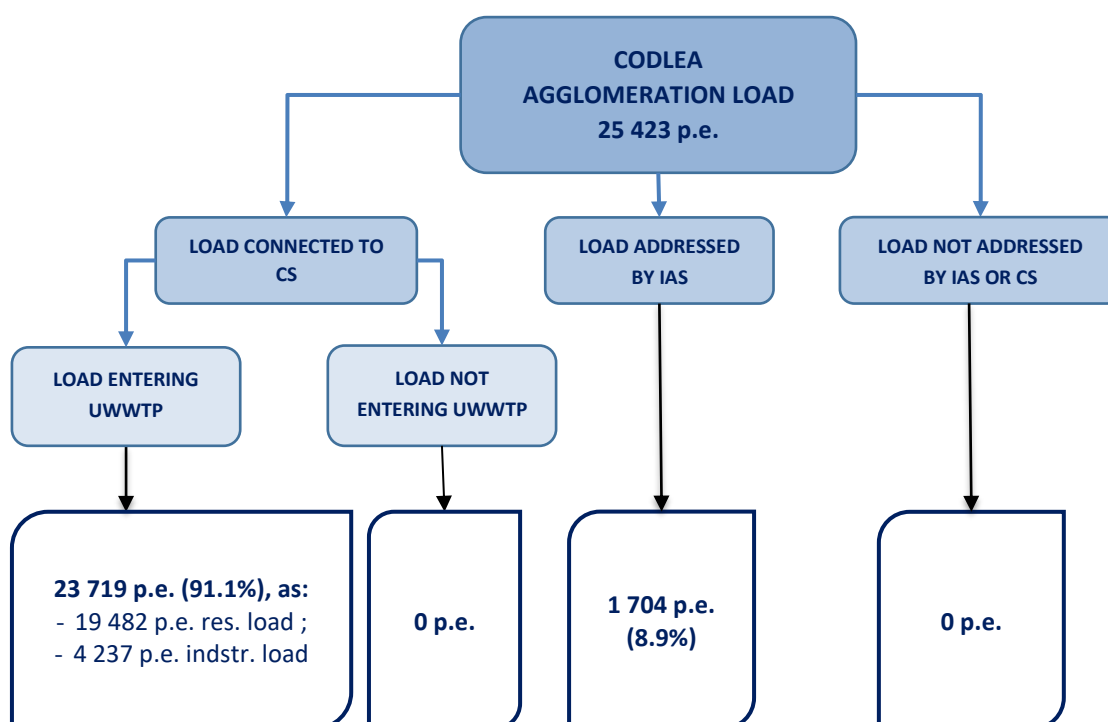 CODLEA
AGGLOMERATION LOAD
25 423 p.e.
LOAD CONNECTED TO
CS
LOAD ADDRESSED
BY IAS
LOAD NOT ADDRESSED
BY IAS OR CS
LOAD ENTERING
UWWTP
LOAD NOT
ENTERING UWWTP
23 719 p.e. (91.1%), as:
- 19 482 p.e. res. load ;
- 4 237 p.e. indstr. load
0 p.e.
1 704 p.e.
(8.9%)
0 p.e.